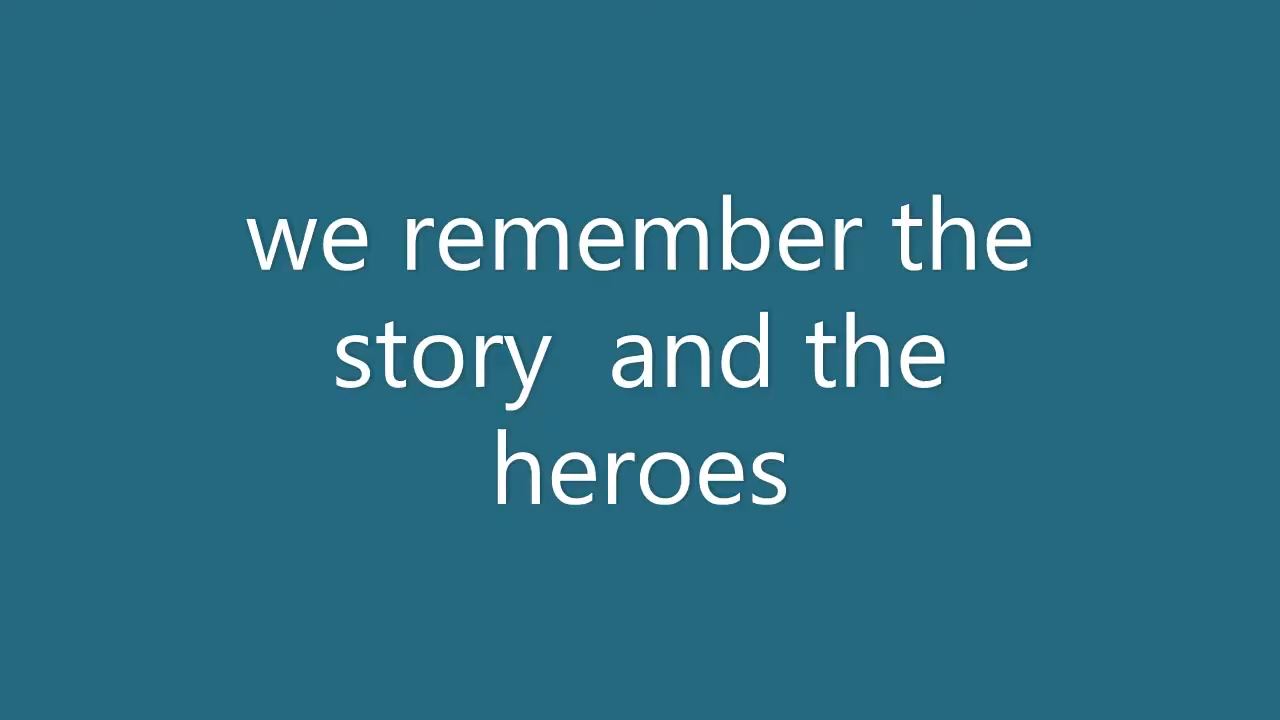 we remember the
story  and the
heroes